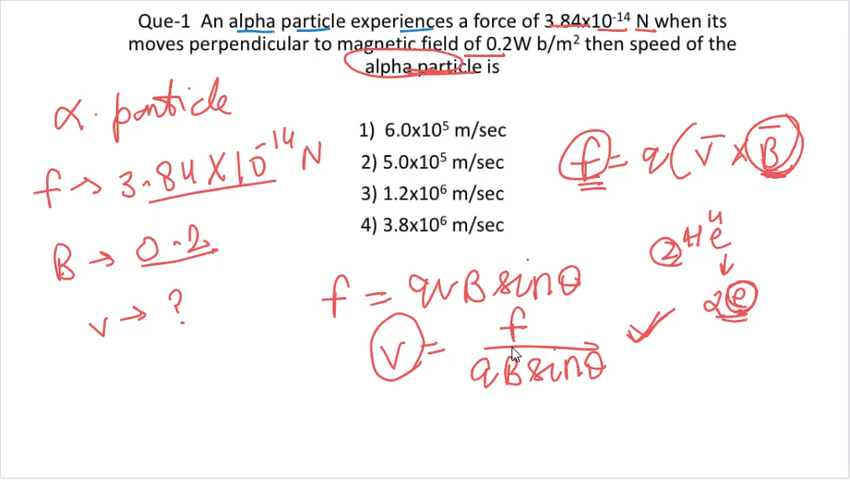 Que-1 An alpha particle experiences a force of 3.84x10⁻¹⁴ N when its
moves perpendicular to magnetic field of 0.2W b/m² then speed of the
alpha particle is
α. particle
f → 3.84 X 10⁻¹⁴ N
B → 0.2
v → ?
1) 6.0x10⁵ m/sec
2) 5.0x10⁵ m/sec
3) 1.2x10⁶ m/sec
4) 3.8x10⁶ m/sec
f = q(V̄ × B̄)
₂He⁴
↓
2e
f = qvB sinθ
v = f / qB sinθ